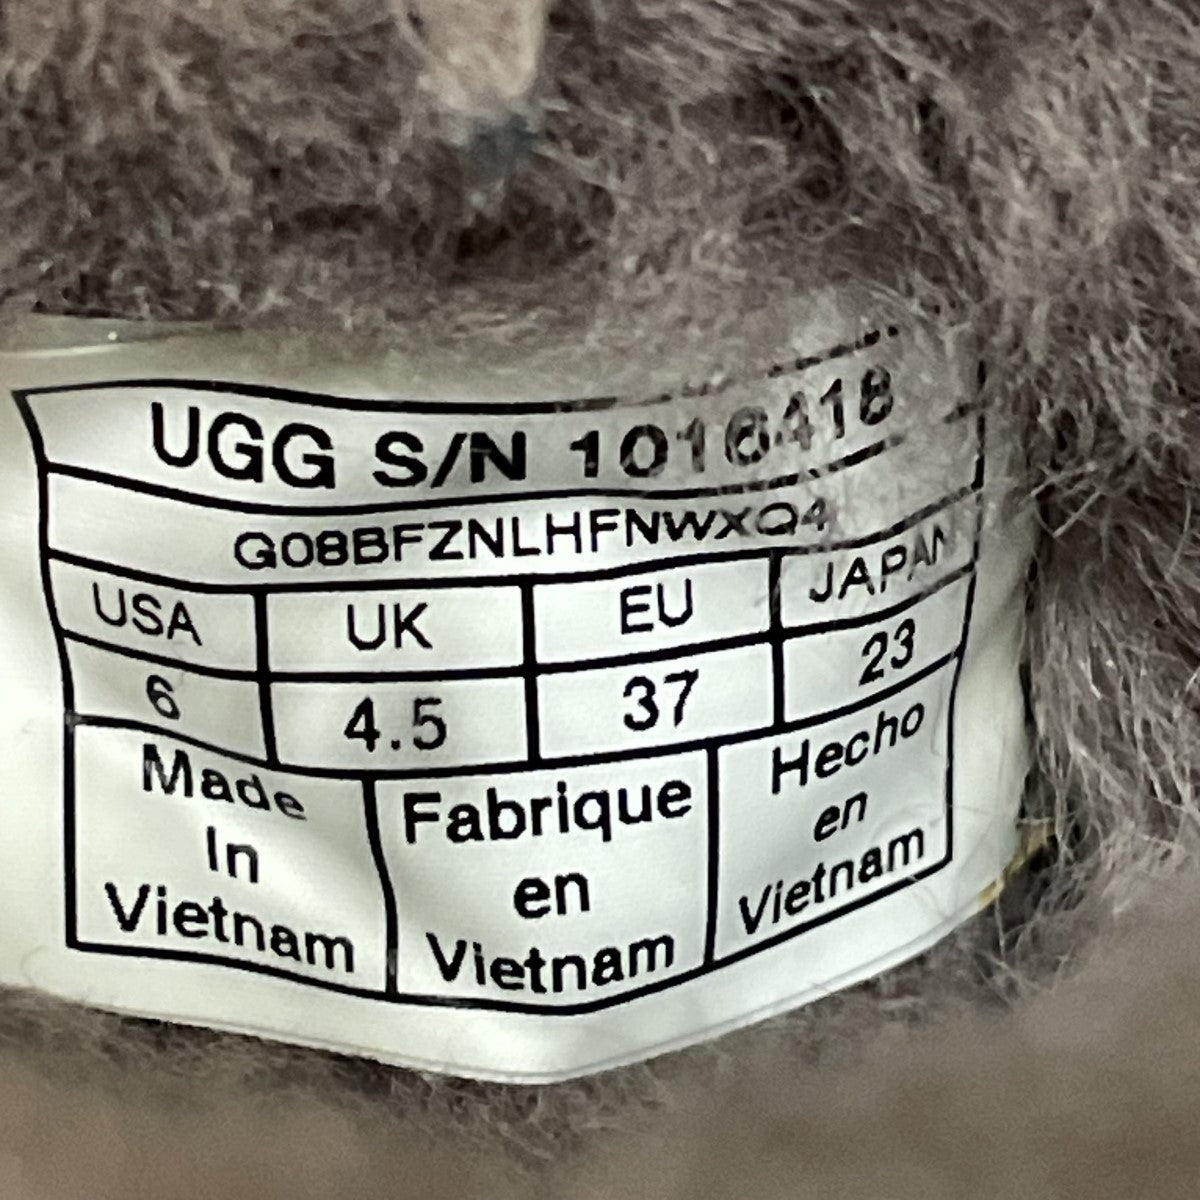 UGG S/N 1016418
G08BFZNLHFNWXQ4
USA UK EU JAPAN
6 4.5 37 23
Made
In
Vietnam
Fabrique
en
Vietnam
Hecho
en
Vietnam